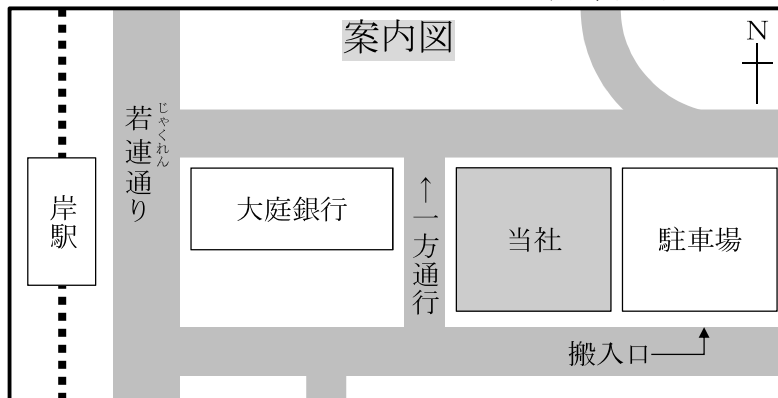 案内図
N
若連通り
じゃくれん
岸駅
大庭銀行
←一方通行
当社
駐車場
搬入口